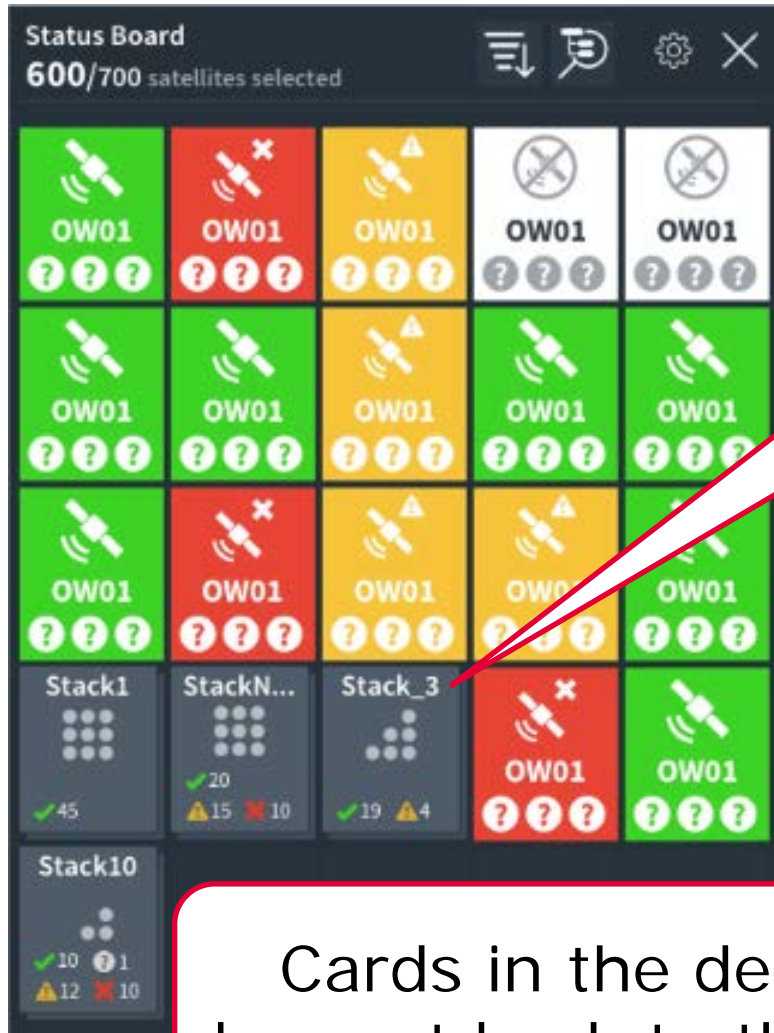 Status Board
600/700 satellites selected
OW01 OW01 OW01 OW01 OW01
? ? ? ? ? ? ? ? ? ? ? ? ? ? ?
OW01 OW01 OW01 OW01 OW01
? ? ? ? ? ? ? ? ? ? ? ? ? ? ?
OW01 OW01 OW01 OW01
? ? ? ? ? ? ? ? ? ? ? ?
Stack1 StackN... Stack_3
OW01 OW01
20
45 15 10 19 4 ? ? ? ? ? ?
Stack10
10 ? 1
12 10
Cards in the de